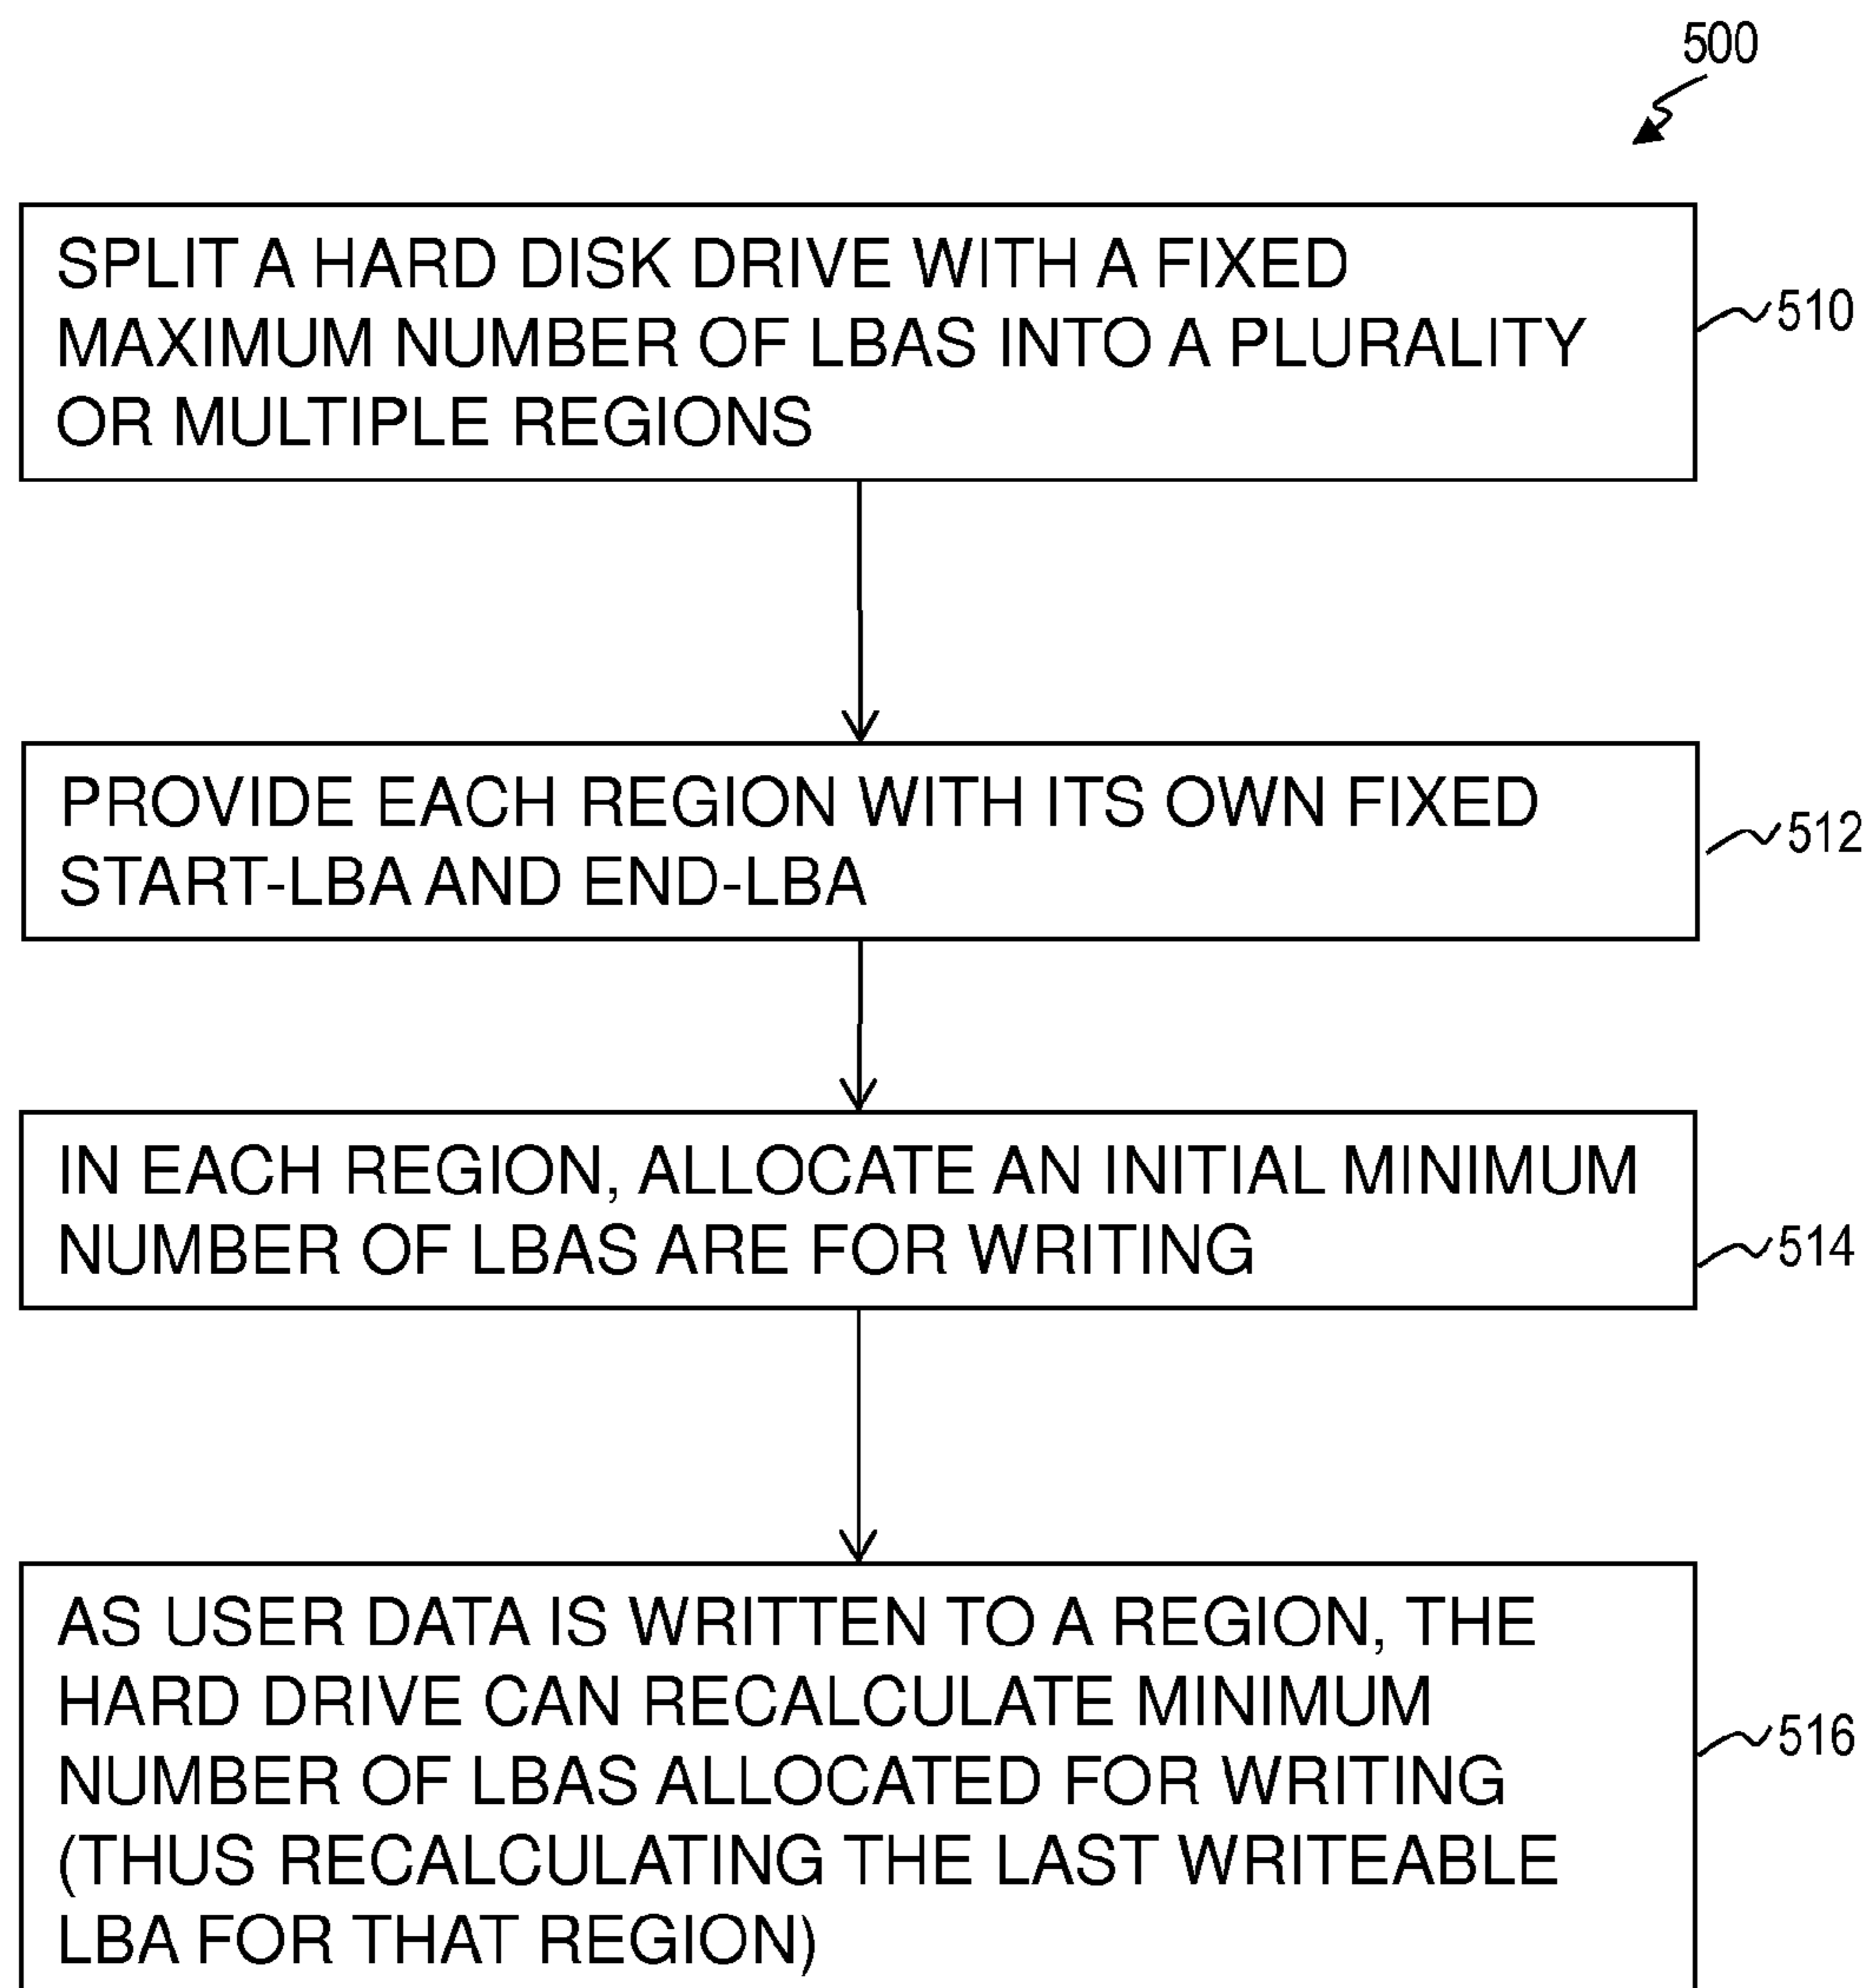 500
SPLIT A HARD DISK DRIVE WITH A FIXED
MAXIMUM NUMBER OF LBAS INTO A PLURALITY
OR MULTIPLE REGIONS
510
PROVIDE EACH REGION WITH ITS OWN FIXED
START-LBA AND END-LBA
512
IN EACH REGION, ALLOCATE AN INITIAL MINIMUM
NUMBER OF LBAS ARE FOR WRITING
514
AS USER DATA IS WRITTEN TO A REGION, THE
HARD DRIVE CAN RECALCULATE MINIMUM
NUMBER OF LBAS ALLOCATED FOR WRITING
(THUS RECALCULATING THE LAST WRITEABLE
LBA FOR THAT REGION)
516